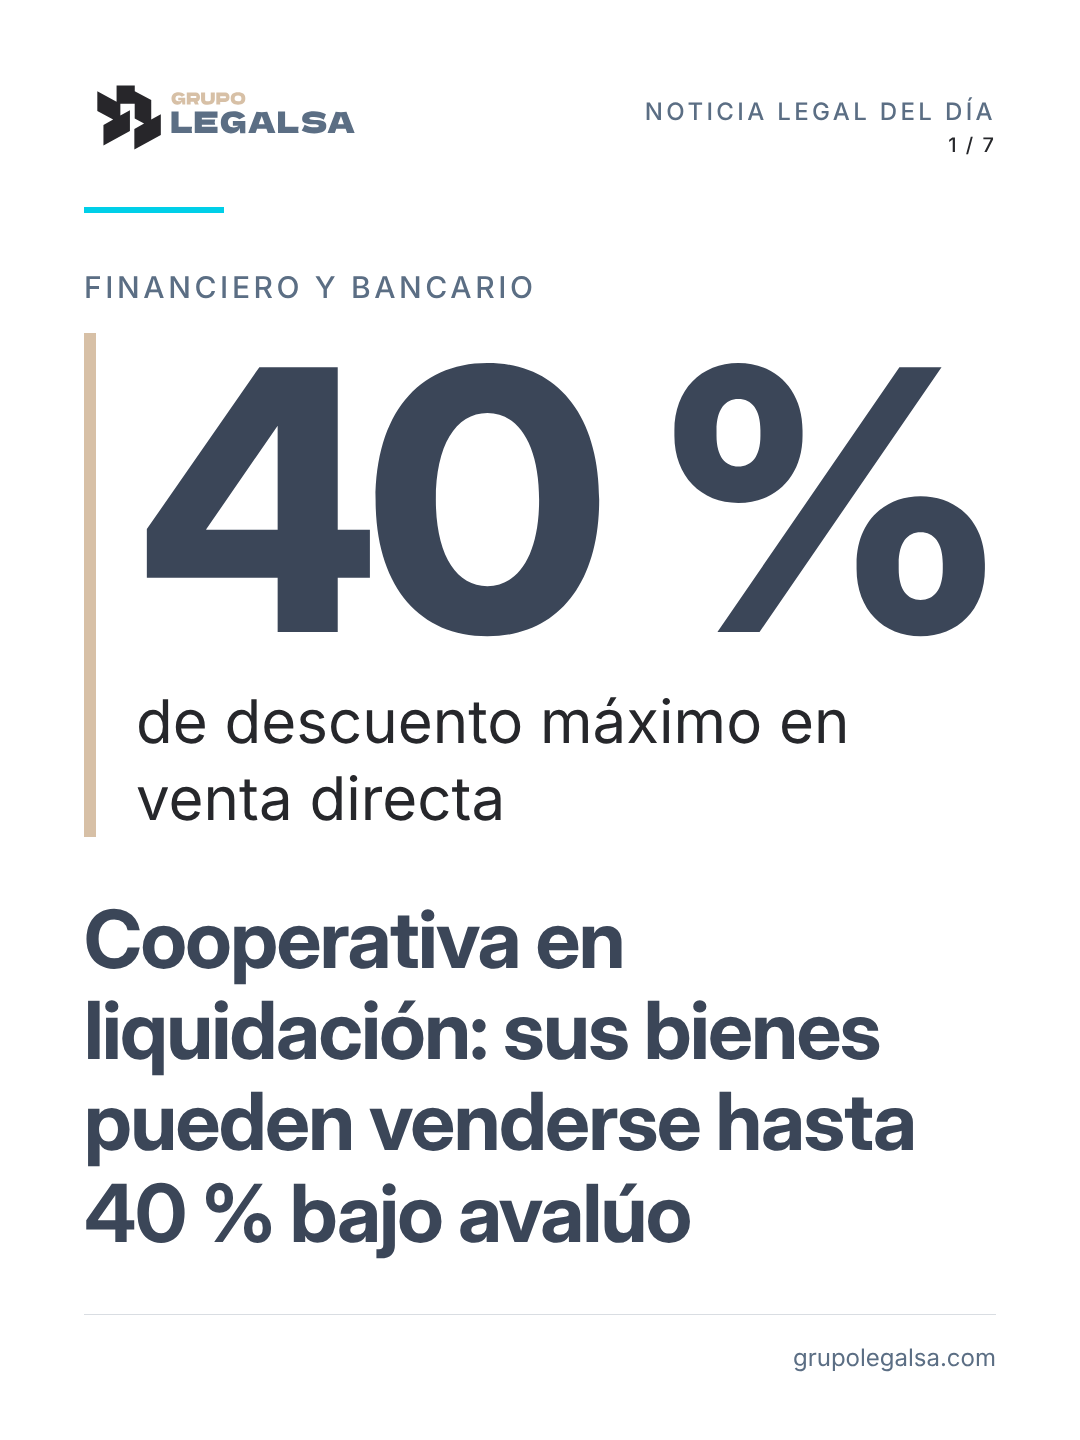 GRUPO
LEGALSA
NOTICIA LEGAL DEL DÍA
1 / 7
FINANCIERO Y BANCARIO
40 %
de descuento máximo en
venta directa
Cooperativa en
liquidación: sus bienes
pueden venderse hasta
40 % bajo avalúo
grupolegalsa.com